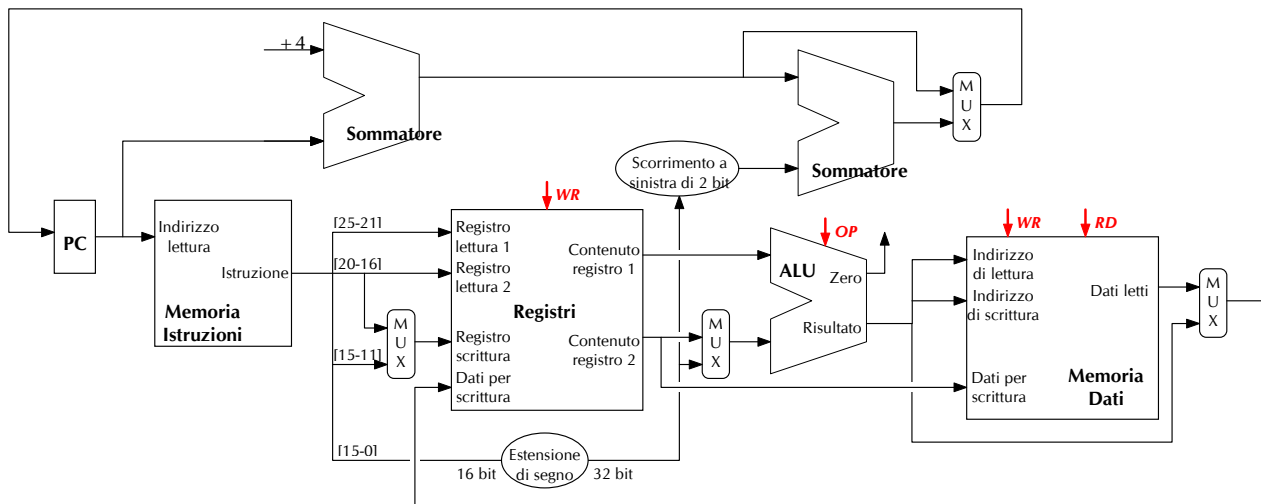 +4
Sommatore
Scorrimento a
sinistra di 2 bit
Sommatore
M
U
X
PC
Indirizzo
lettura
Istruzione
Memoria
Istruzioni
[25-21]
[20-16]
[15-11]
[15-0]
M
U
X
WR
Registro
lettura 1
Registro
lettura 2
Registri
Registro
scrittura
Dati per
scrittura
Contenuto
registro 1
Contenuto
registro 2
16 bit
Estensione
di segno
32 bit
M
U
X
OP
ALU
Zero
Risultato
WR
RD
Indirizzo
di lettura
Indirizzo
di scrittura
Dati letti
Dati per
scrittura
Memoria
Dati
M
U
X